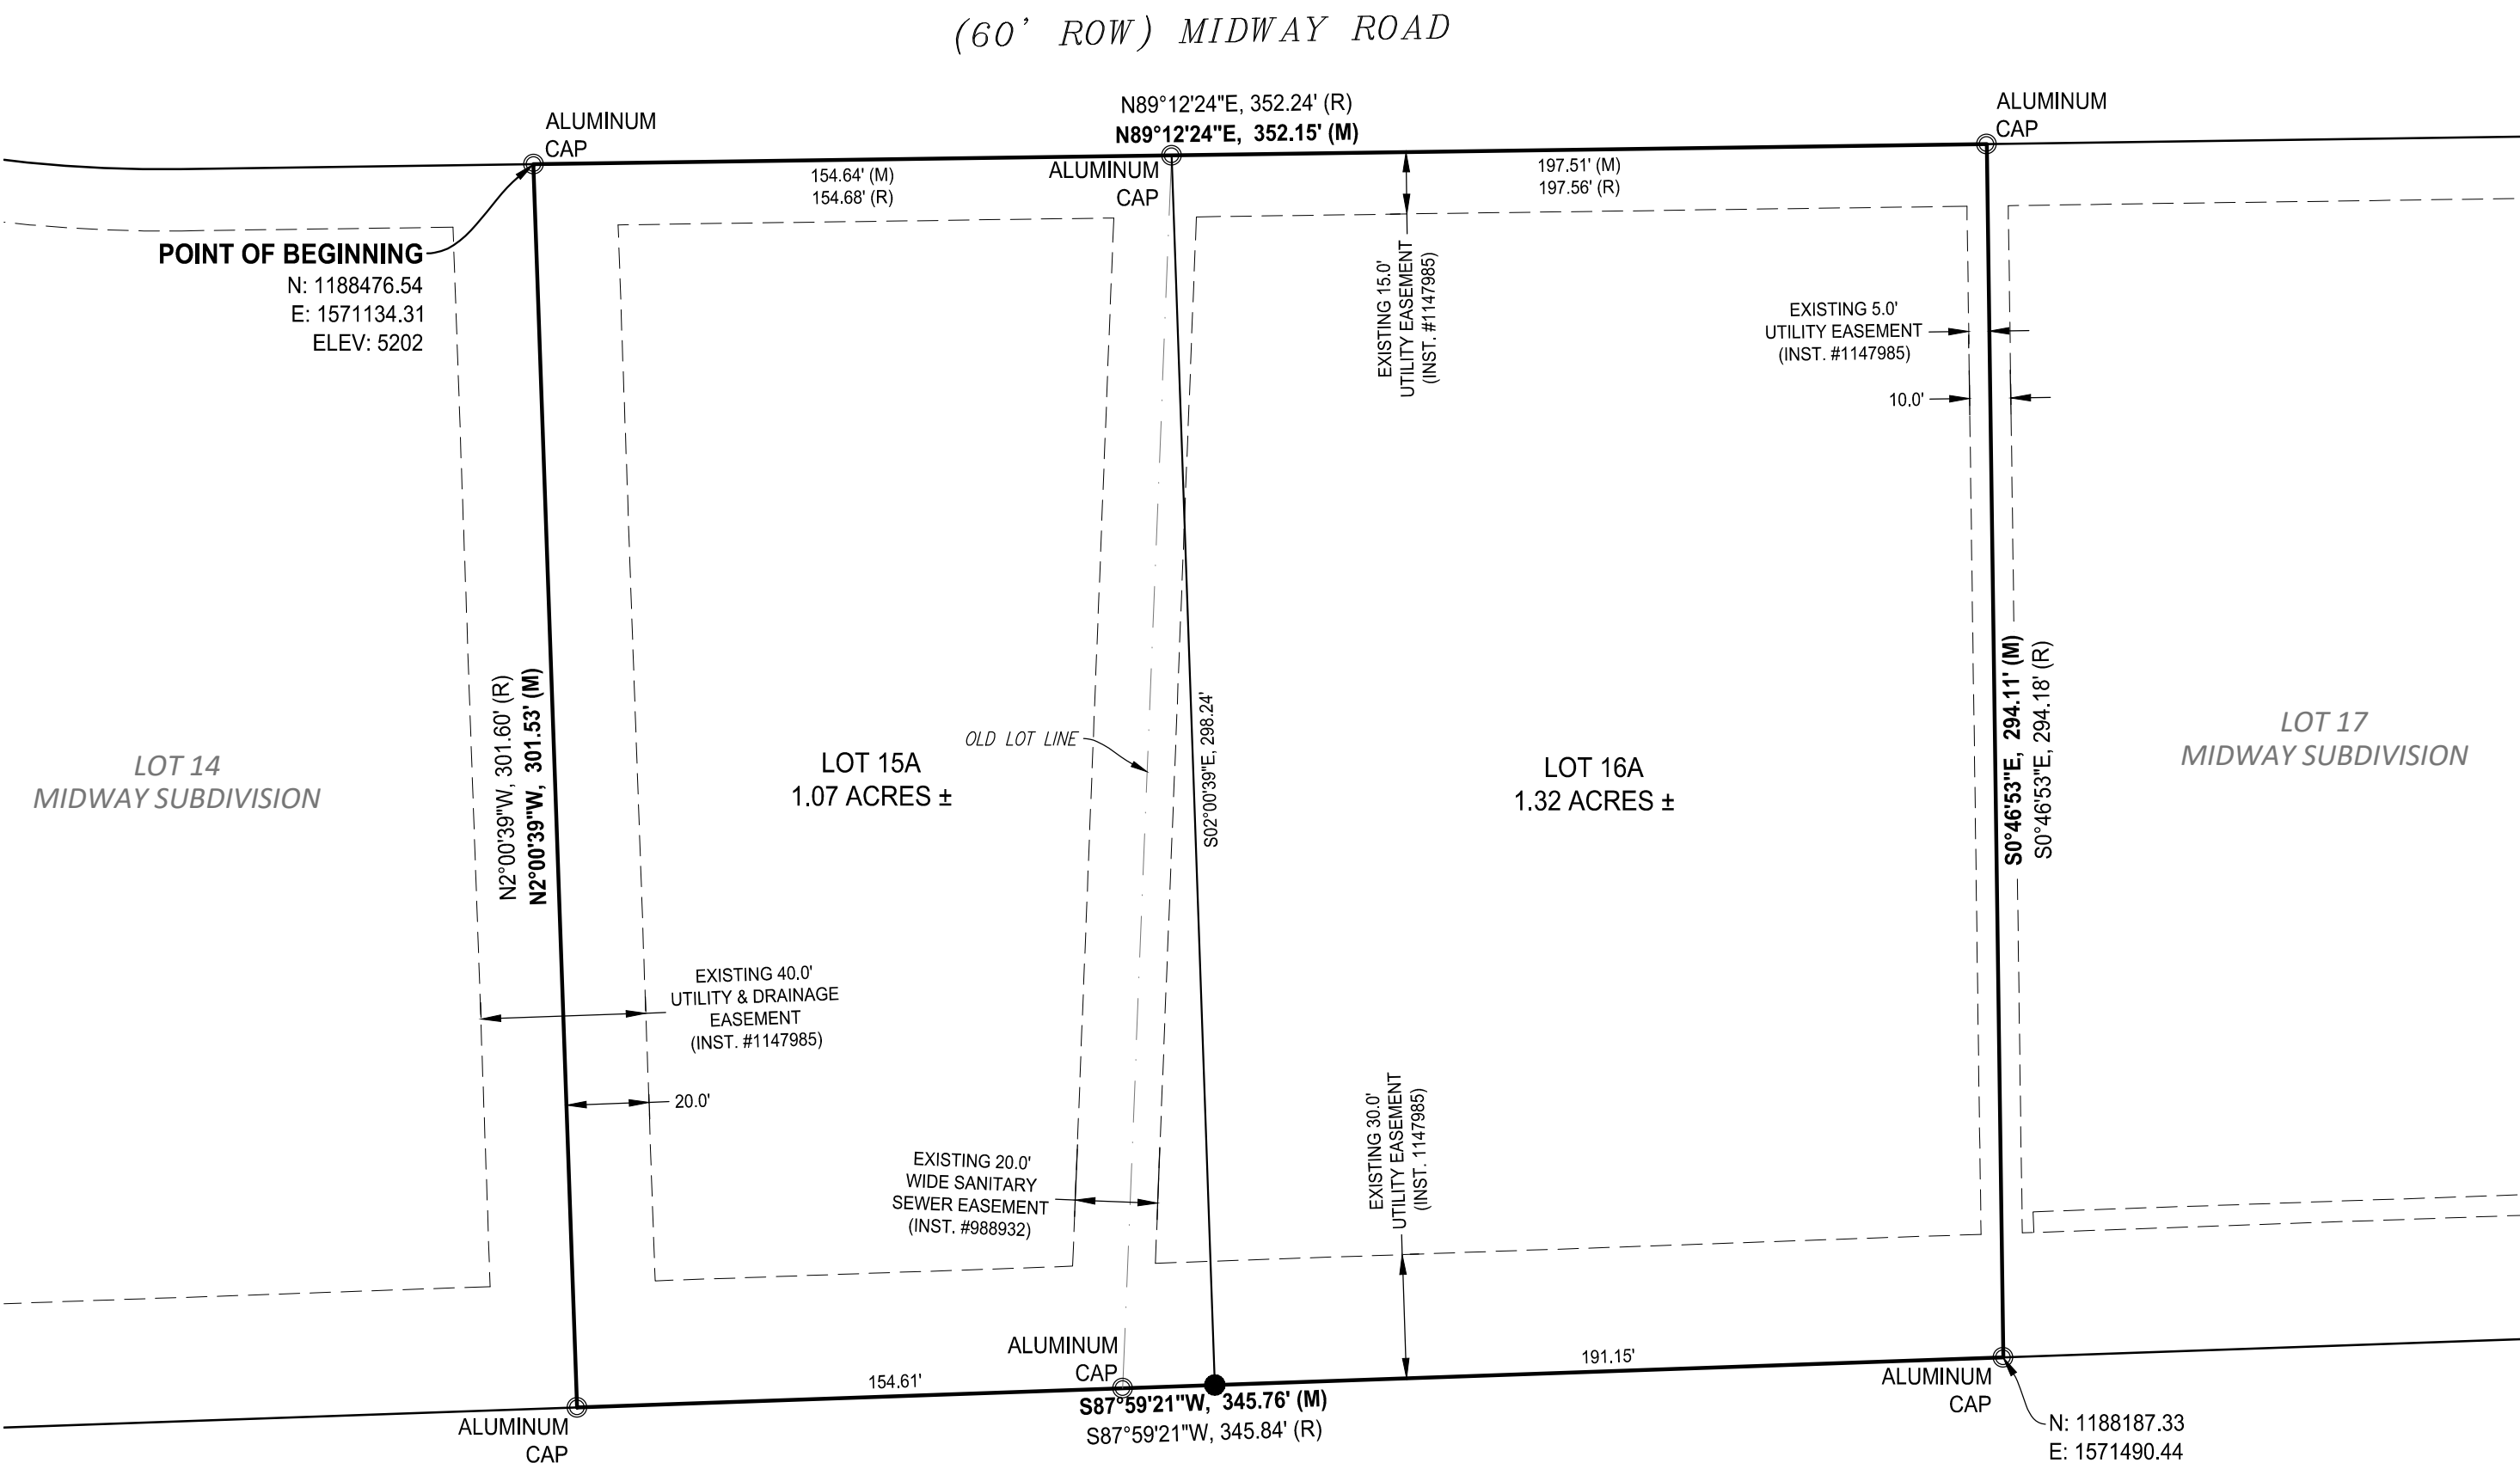 (60' ROW) MIDWAY ROAD
N89°12'24"E, 352.24' (R)
N89°12'24"E, 352.15' (M)
ALUMINUM
CAP
ALUMINUM
CAP
ALUMINUM
CAP
154.64' (M)
154.68' (R)
197.51' (M)
197.56' (R)
POINT OF BEGINNING
N: 1188476.54
E: 1571134.31
ELEV: 5202
EXISTING 15.0'
UTILITY EASEMENT
(INST. #1147985)
EXISTING 5.0'
UTILITY EASEMENT
(INST. #1147985)
10.0'
LOT 14
MIDWAY SUBDIVISION
N2°00'39"W, 301.60' (R)
N2°00'39"W, 301.53' (M)
LOT 15A
1.07 ACRES ±
OLD LOT LINE
S02°00'39"E, 298.24'
LOT 16A
1.32 ACRES ±
S0°46'53"E, 294.11' (M)
S0°46'53"E, 294.18' (R)
LOT 17
MIDWAY SUBDIVISION
EXISTING 40.0'
UTILITY & DRAINAGE
EASEMENT
(INST. #1147985)
20.0'
EXISTING 20.0'
WIDE SANITARY
SEWER EASEMENT
(INST. #988932)
EXISTING 30.0'
UTILITY EASEMENT
(INST. 1147985)
ALUMINUM
CAP
154.61'
191.15'
S87°59'21"W, 345.76' (M)
S87°59'21"W, 345.84' (R)
ALUMINUM
CAP
ALUMINUM
CAP
N: 1188187.33
E: 1571490.44